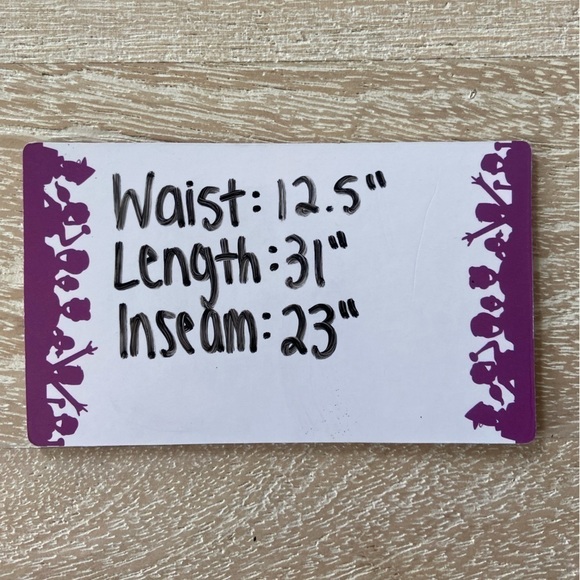 Waist: 12.5"
Length: 31"
Inseam: 23"